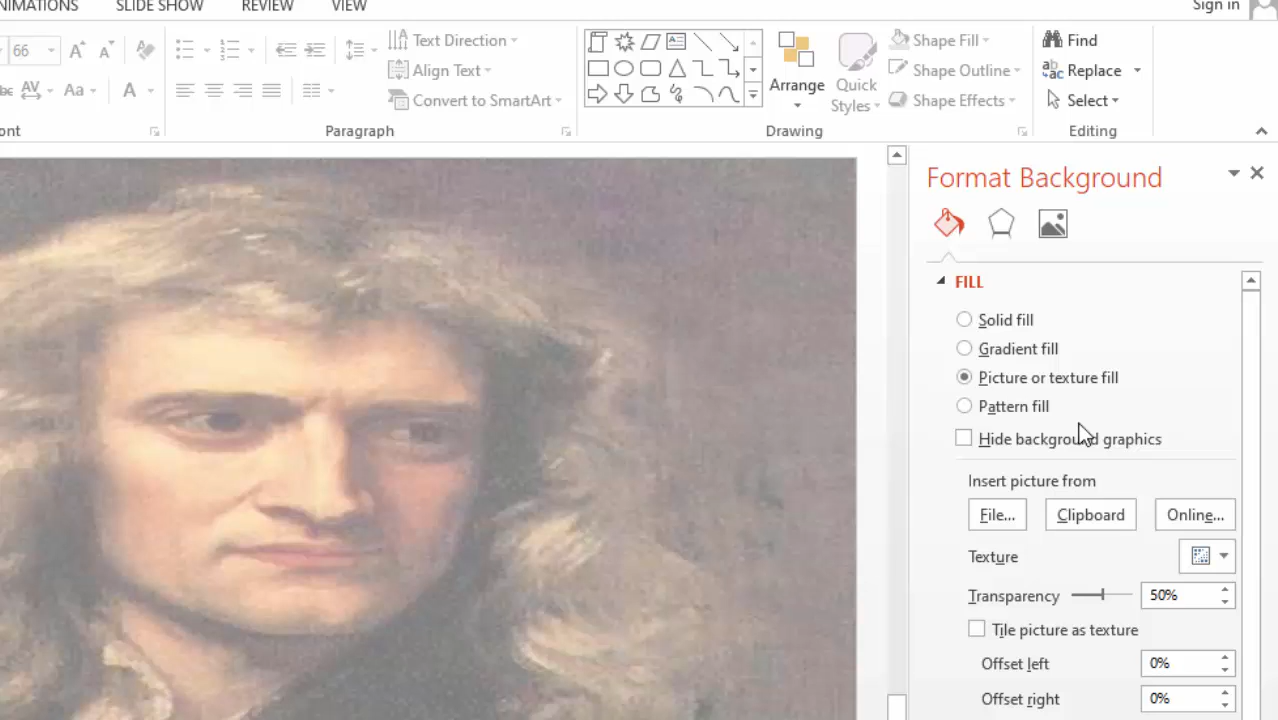 NIMATIONS SLIDE SHOW REVIEW VIEW Sign in
66 Text Direction Shape Fill Find
Align Text Arrange Quick Styles Shape Outline Replace
abc AV Aa A Convert to SmartArt Shape Effects Select
ont Paragraph Drawing Editing
Format Background
FILL
Solid fill
Gradient fill
Picture or texture fill
Pattern fill
Hide background graphics
Insert picture from
File... Clipboard Online...
Texture
Transparency 50%
Tile picture as texture
Offset left 0%
Offset right 0%